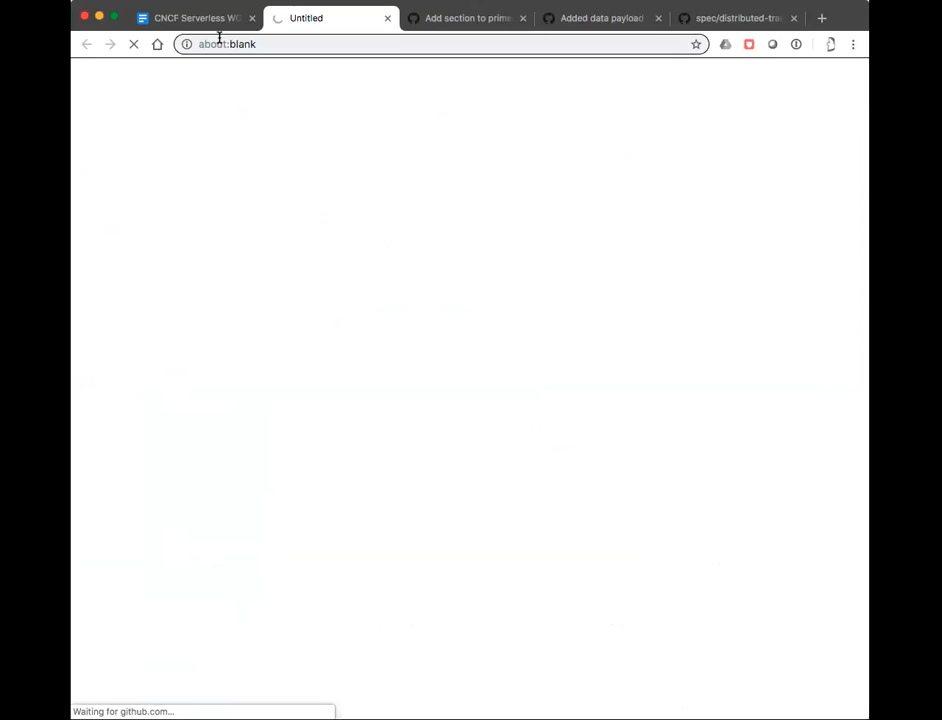 CNCF Serverless WG
Untitled
Add section to prime
Added data payload
spec/distributed-tra
about:blank
Waiting for github.com...